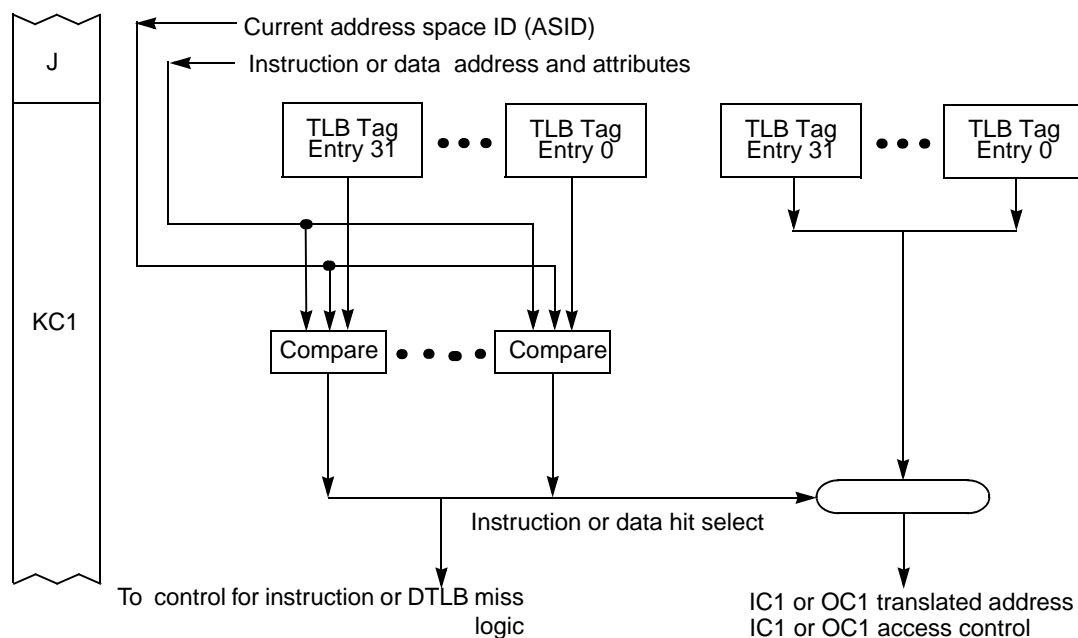 Current address space ID (ASID)
J
Instruction or data address and attributes
TLB Tag
Entry 31
TLB Tag
Entry 0
TLB Tag
Entry 31
TLB Tag
Entry 0
KC1
Compare
Compare
Instruction or data hit select
To control for instruction or DTLB miss
logic
IC1 or OC1 translated address
IC1 or OC1 access control